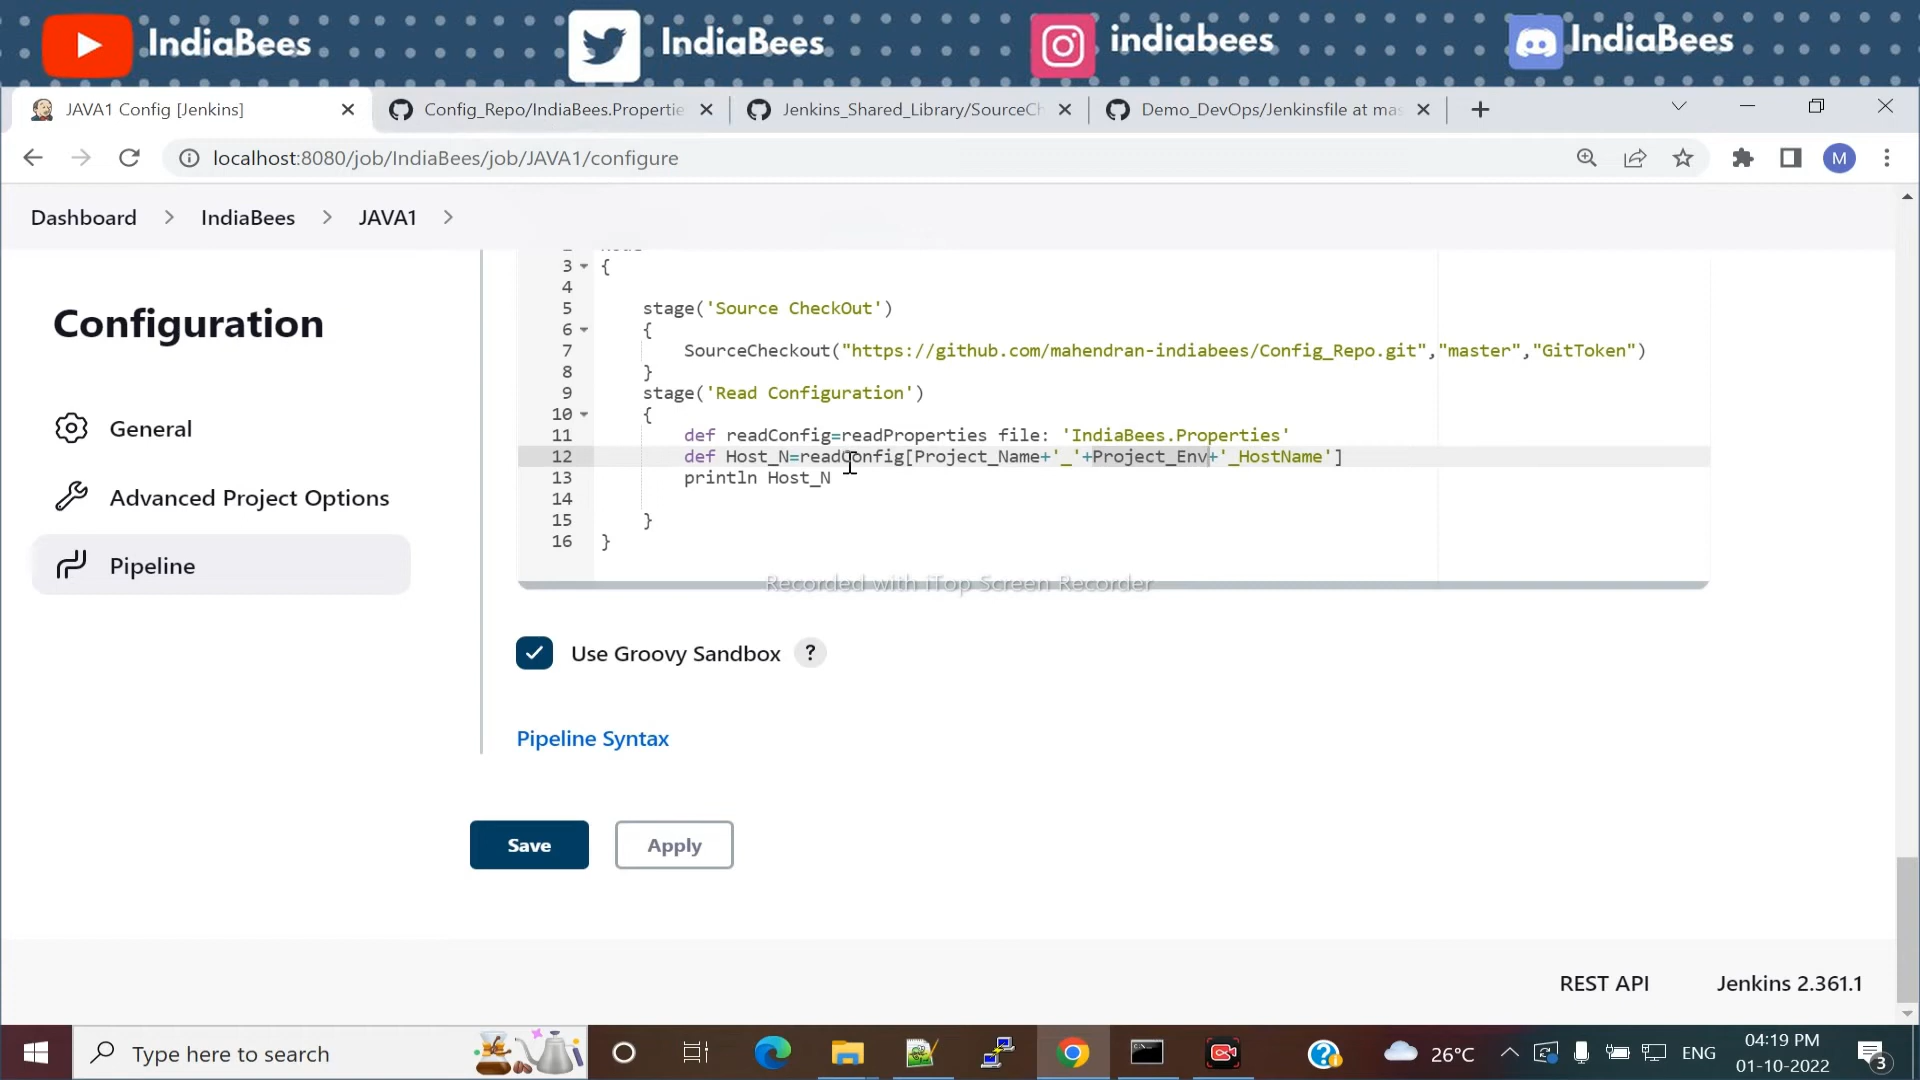 IndiaBees
IndiaBees
indiabees
IndiaBees
JAVA1 Config [Jenkins]
Config_Repo/IndiaBees.Propertie
Jenkins_Shared_Library/SourceCh
Demo_DevOps/Jenkinsfile at mas
localhost:8080/job/IndiaBees/job/JAVA1/configure
M
Dashboard
IndiaBees
JAVA1
Configuration
General
Advanced Project Options
Pipeline
3 {
4
5 stage('Source CheckOut')
6 {
7 SourceCheckout("https://github.com/mahendran-indiabees/Config_Repo.git","master","GitToken")
8 }
9 stage('Read Configuration')
10 {
11 def readConfig=readProperties file: 'IndiaBees.Properties'
12 def Host_N=readConfig[Project_Name+'_'+Project_Env+'_HostName']
13 println Host_N
14
15 }
16 }
Recorded with iTop Screen Recorder
Use Groovy Sandbox ?
Pipeline Syntax
Save
Apply
REST API
Jenkins 2.361.1
Type here to search
26°C
ENG
04:19 PM
01-10-2022
3